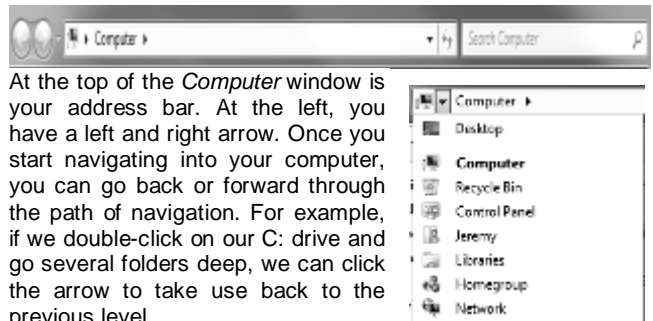 Computer
Search Computer
At the top of the Computer window is
your address bar. At the left, you
have a left and right arrow. Once you
start navigating into your computer,
you can go back or forward through
the path of navigation. For example,
if we double-click on our C: drive and
go several folders deep, we can click
the arrow to take use back to the
previous level
Computer
Desktop
Computer
Recycle Bin
Control Panel
Jeremy
Libraries
Homegroup
Network